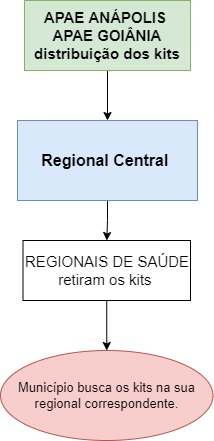 APAE ANÁPOLIS
APAE GOIÂNIA
distribuição dos kits
Regional Central
REGIONAIS DE SAÚDE
retiram os kits
Município busca os kits na sua
regional correspondente.